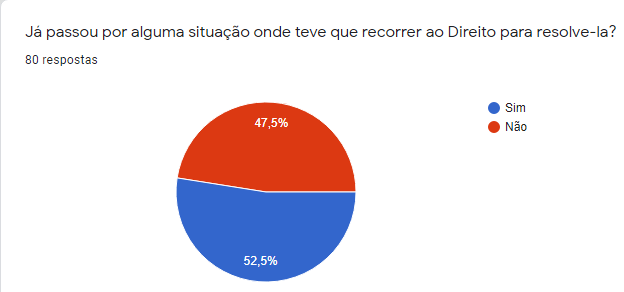 Já passou por alguma situação onde teve que recorrer ao Direito para resolve-la?
80 respostas
Sim
Não
47,5%
52,5%